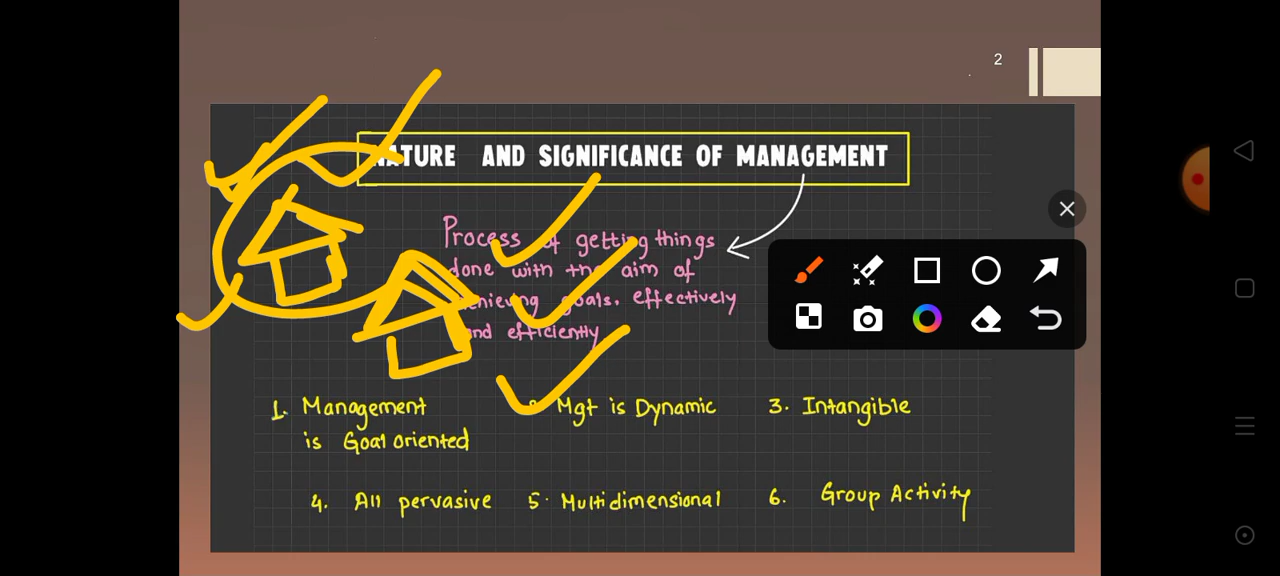 2
NATURE AND SIGNIFICANCE OF MANAGEMENT
Process of getting things
done with the aim of
achieving goals, effectively
and efficiently
1. Management
is Goal oriented
2. Mgt is Dynamic
3. Intangible
4. All pervasive
5. Multidimensional
6. Group Activity